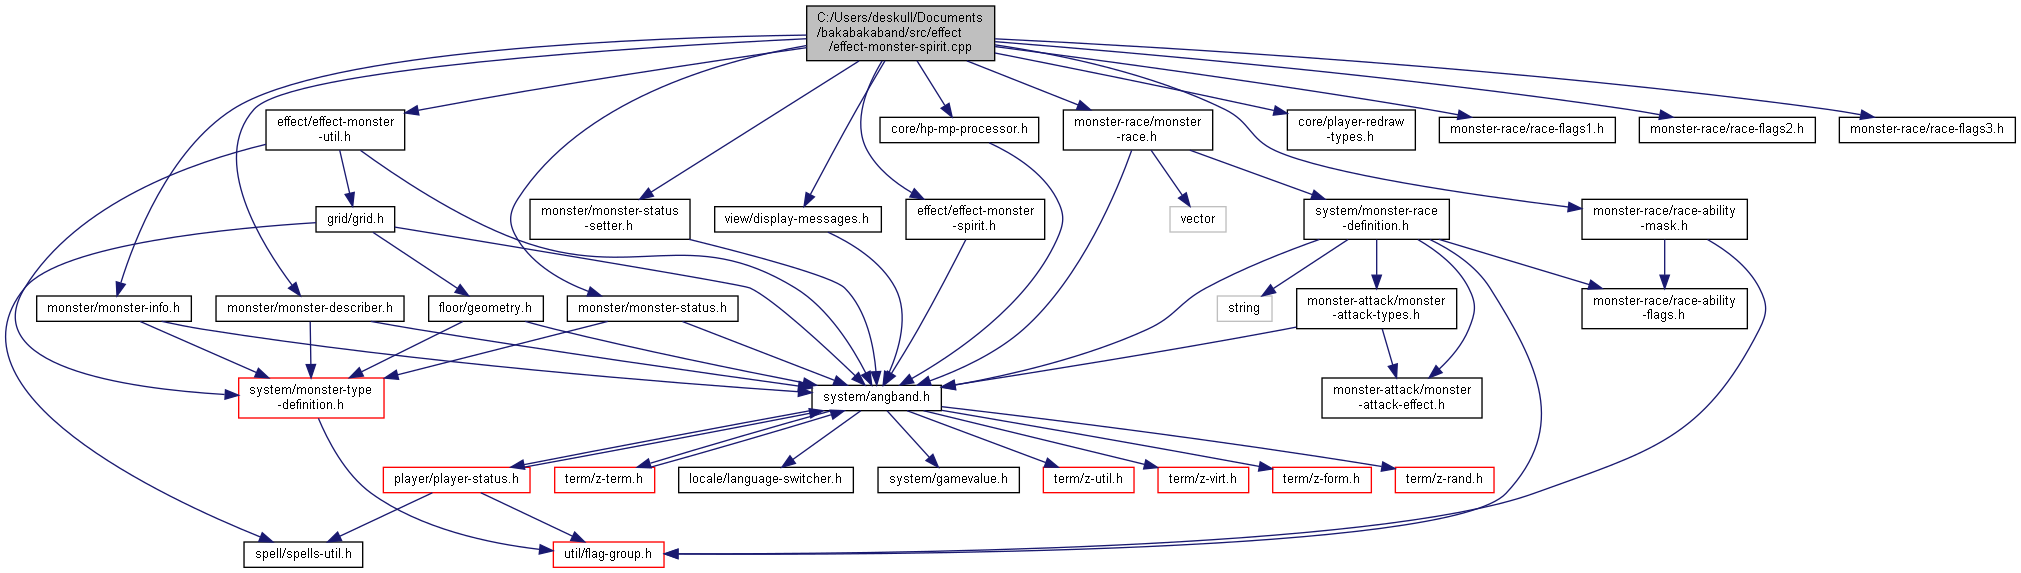 C:/Users/deskull/Documents
/bakabakaband/src/effect
/effect-monster-spirit.cpp
effect/effect-monster
-util.h
core/hp-mp-processor.h
monster-race/monster
-race.h
core/player-redraw
-types.h
monster-race/race-flags1.h
monster-race/race-flags2.h
monster-race/race-flags3.h
grid/grid.h
monster/monster-status
-setter.h
view/display-messages.h
effect/effect-monster
-spirit.h
vector
system/monster-race
-definition.h
monster-race/race-ability
-mask.h
monster/monster-info.h
monster/monster-describer.h
floor/geometry.h
monster/monster-status.h
string
monster-attack/monster
-attack-types.h
monster-race/race-ability
-flags.h
system/monster-type
-definition.h
system/angband.h
monster-attack/monster
-attack-effect.h
player/player-status.h
term/z-term.h
locale/language-switcher.h
system/gamevalue.h
term/z-util.h
term/z-virt.h
term/z-form.h
term/z-rand.h
spell/spells-util.h
util/flag-group.h